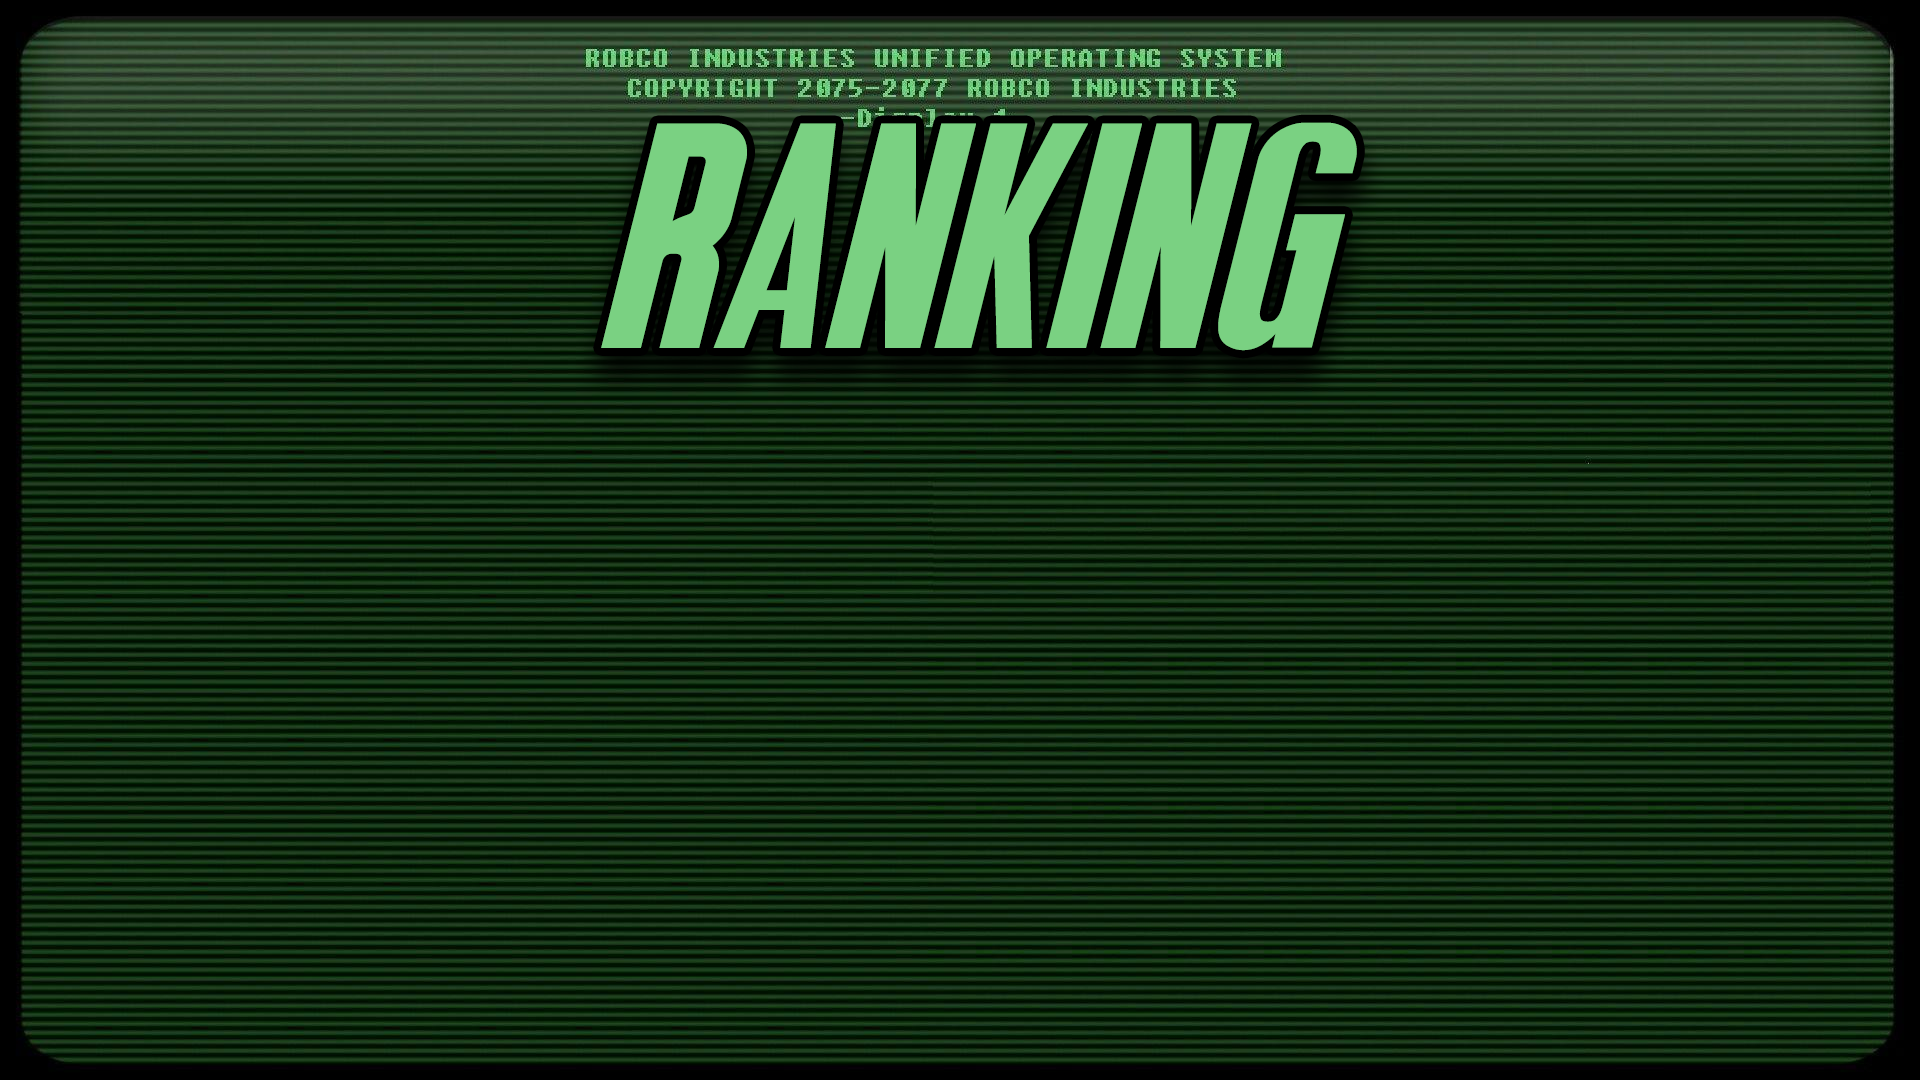 ROBCO INDUSTRIES UNIFIED OPERATING SYSTEM
COPYRIGHT 2075-2077 ROBCO INDUSTRIES
RANKING